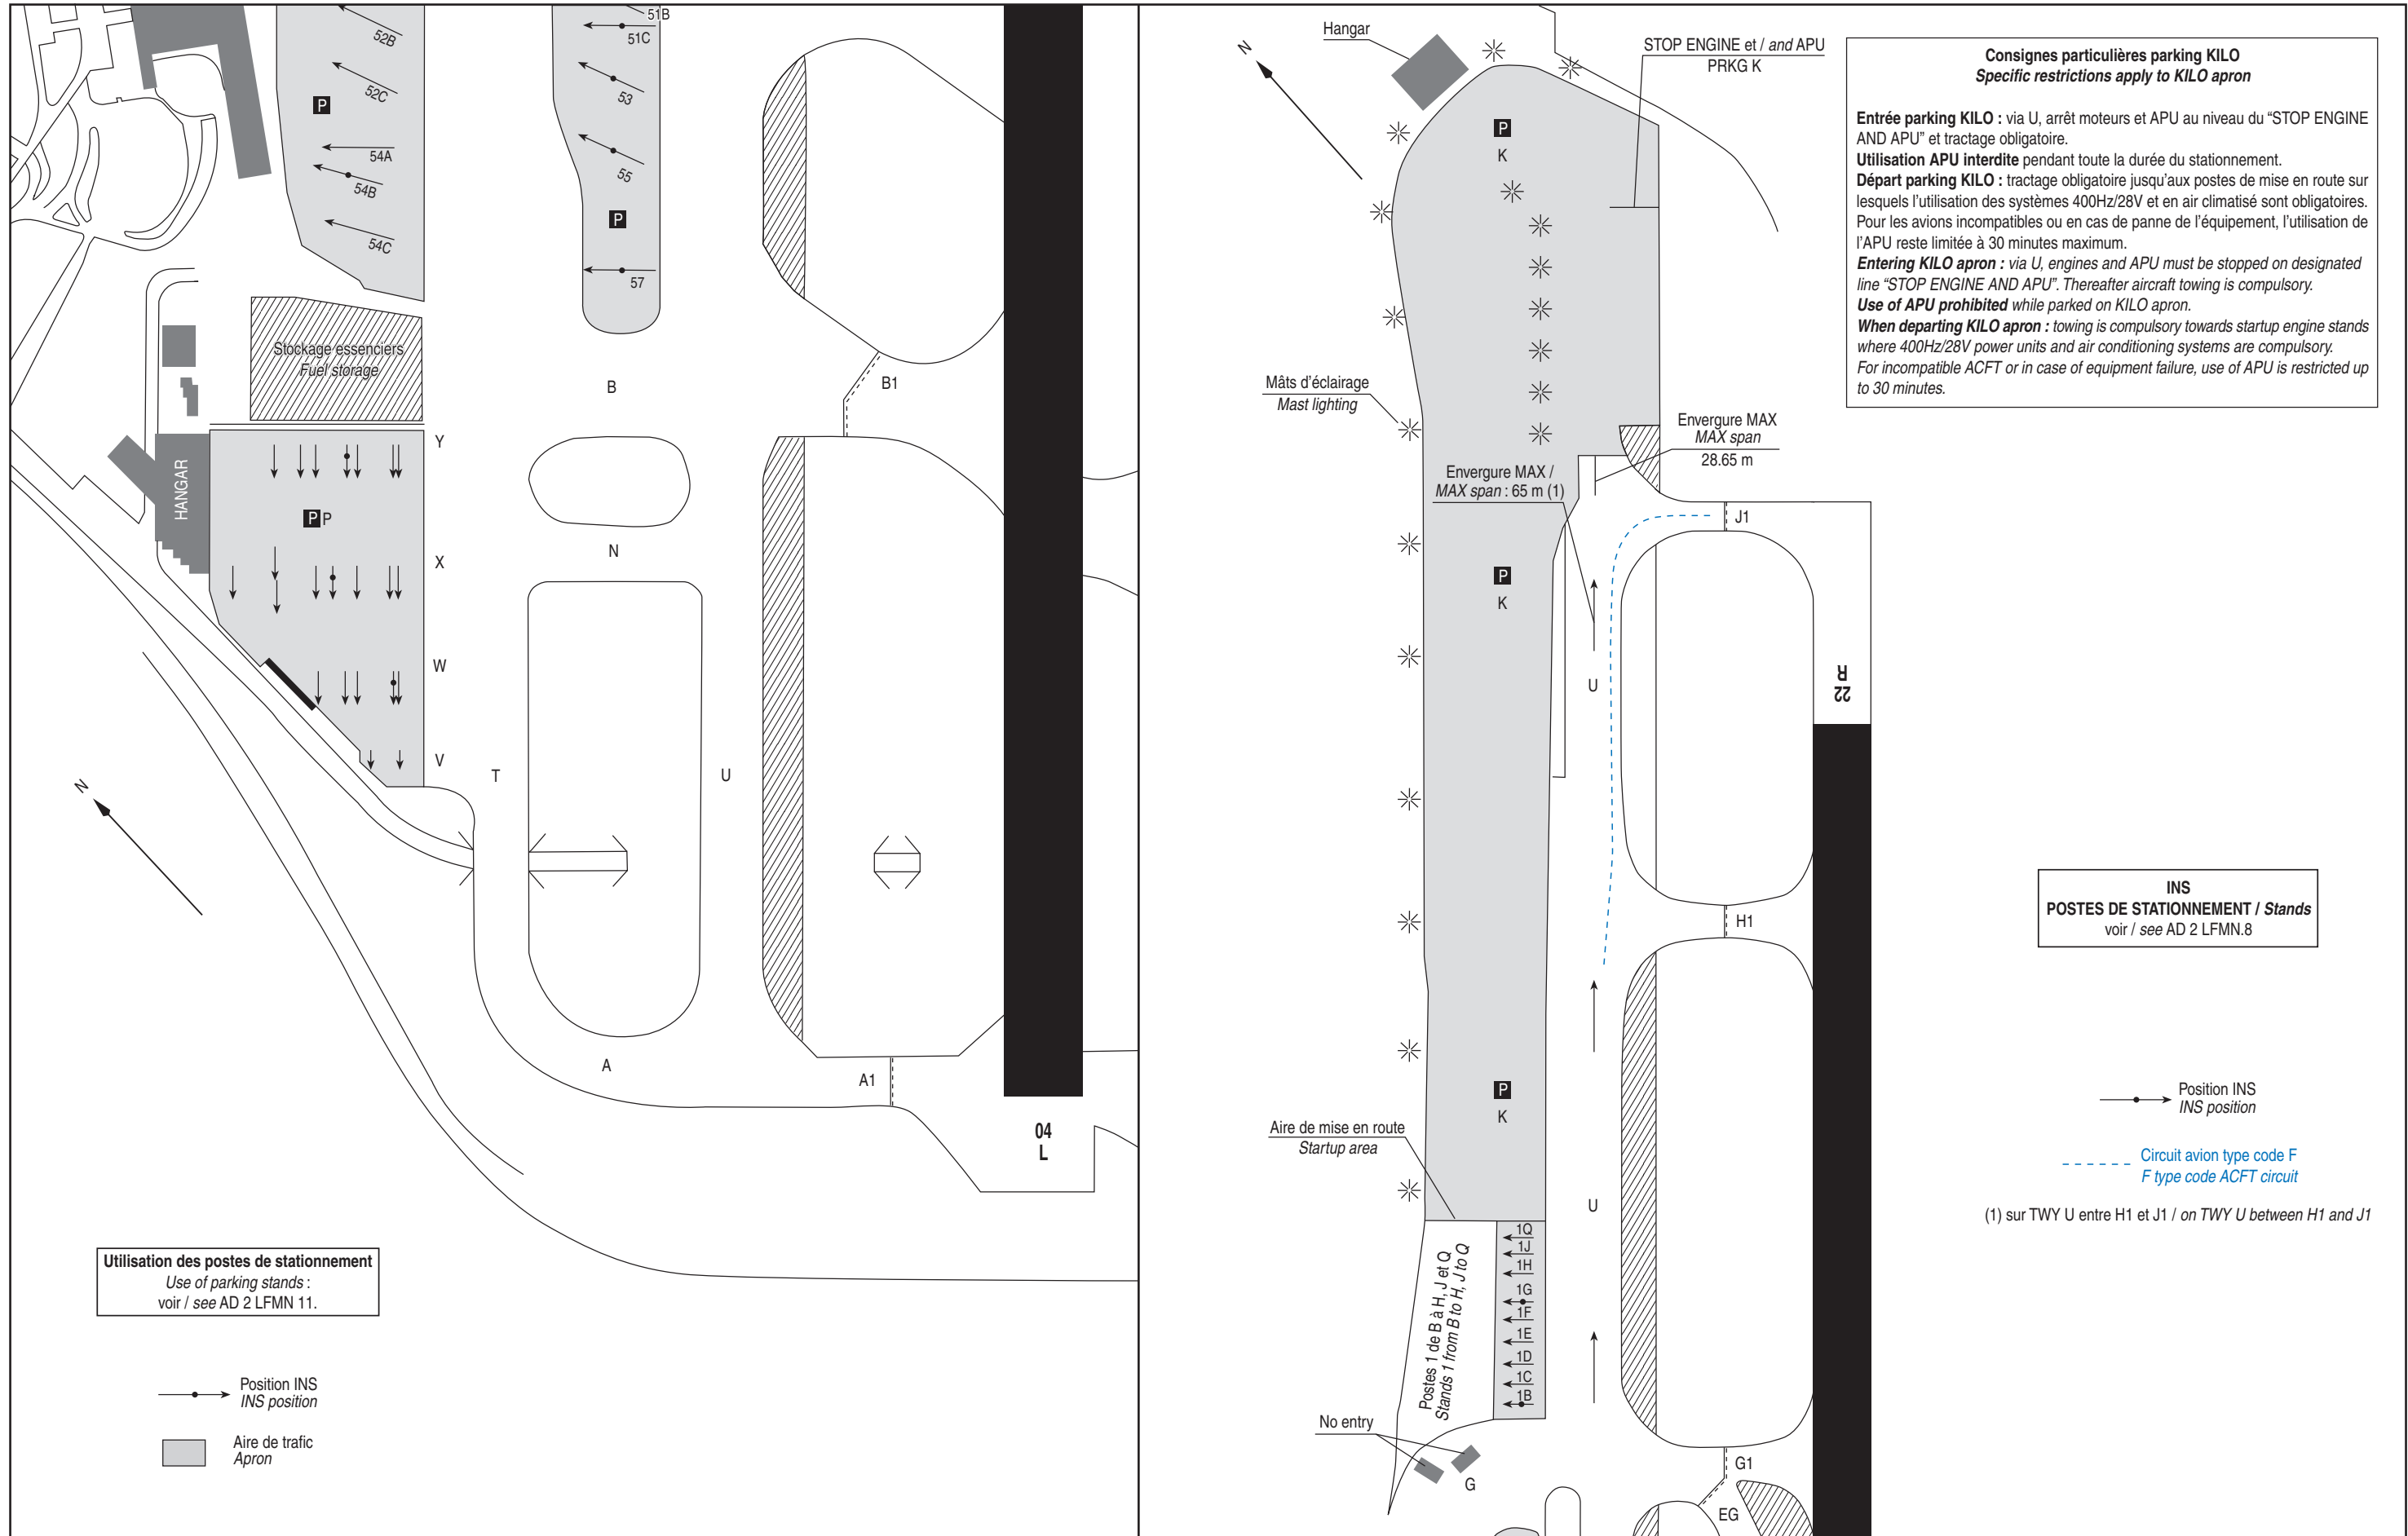 51B
51C
52B
52C
53
54A
54B
55
54C
57
P
P
Stockage essenciers
Fuel storage
B
B1
HANGAR
Y
P P
X
N
W
V
T
U
N
A
A1
04
L
Utilisation des postes de stationnement
Use of parking stands :
voir / see AD 2 LFMN 11.
Position INS
INS position
Aire de trafic
Apron
Hangar
N
STOP ENGINE et / and APU
PRKG K
P
K
Mâts d’éclairage
Mast lighting
Envergure MAX
MAX span
28.65 m
Envergure MAX /
MAX span : 65 m (1)
J1
P
K
U
22
R
H1
P
K
Aire de mise en route
Startup area
U
1Q
1J
1H
1G
1F
1E
1D
1C
1B
Postes 1 de B à H, J et Q
Stands 1 from B to H, J to Q
No entry
G
G1
EG
Consignes particulières parking KILO
Specific restrictions apply to KILO apron
Entrée parking KILO : via U, arrêt moteurs et APU au niveau du “STOP ENGINE
AND APU” et tractage obligatoire.
Utilisation APU interdite pendant toute la durée du stationnement.
Départ parking KILO : tractage obligatoire jusqu’aux postes de mise en route sur
lesquels l’utilisation des systèmes 400Hz/28V et en air climatisé sont obligatoires.
Pour les avions incompatibles ou en cas de panne de l’équipement, l’utilisation de
l’APU reste limitée à 30 minutes maximum.
Entering KILO apron : via U, engines and APU must be stopped on designated
line “STOP ENGINE AND APU”. Thereafter aircraft towing is compulsory.
Use of APU prohibited while parked on KILO apron.
When departing KILO apron : towing is compulsory towards startup engine stands
where 400Hz/28V power units and air conditioning systems are compulsory.
For incompatible ACFT or in case of equipment failure, use of APU is restricted up
to 30 minutes.
INS
POSTES DE STATIONNEMENT / Stands
voir / see AD 2 LFMN.8
Position INS
INS position
Circuit avion type code F
F type code ACFT circuit
(1) sur TWY U entre H1 et J1 / on TWY U between H1 and J1